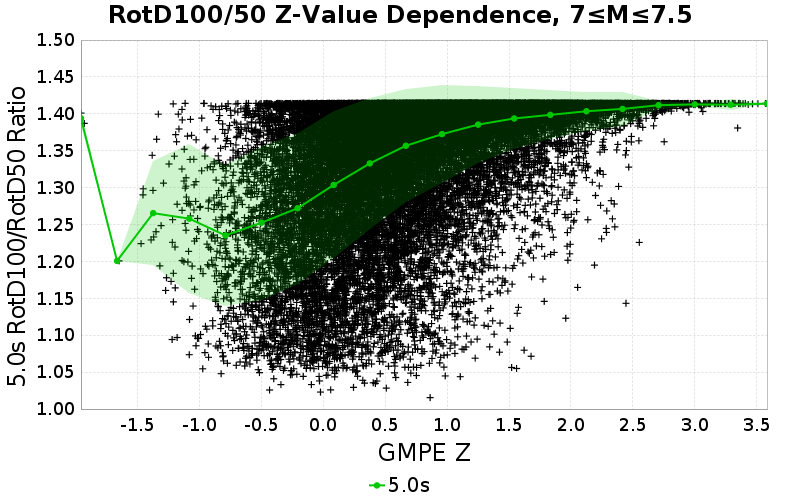 RotD100/50 Z-Value Dependence, 7≤M≤7.5
1.50
1.45
1.40
1.35
1.30
1.25
1.20
1.15
1.10
1.05
1.00
5.0s RotD100/RotD50 Ratio
-1.5 -1.0 -0.5 0.0 0.5 1.0 1.5 2.0 2.5 3.0 3.5
GMPE Z
5.0s